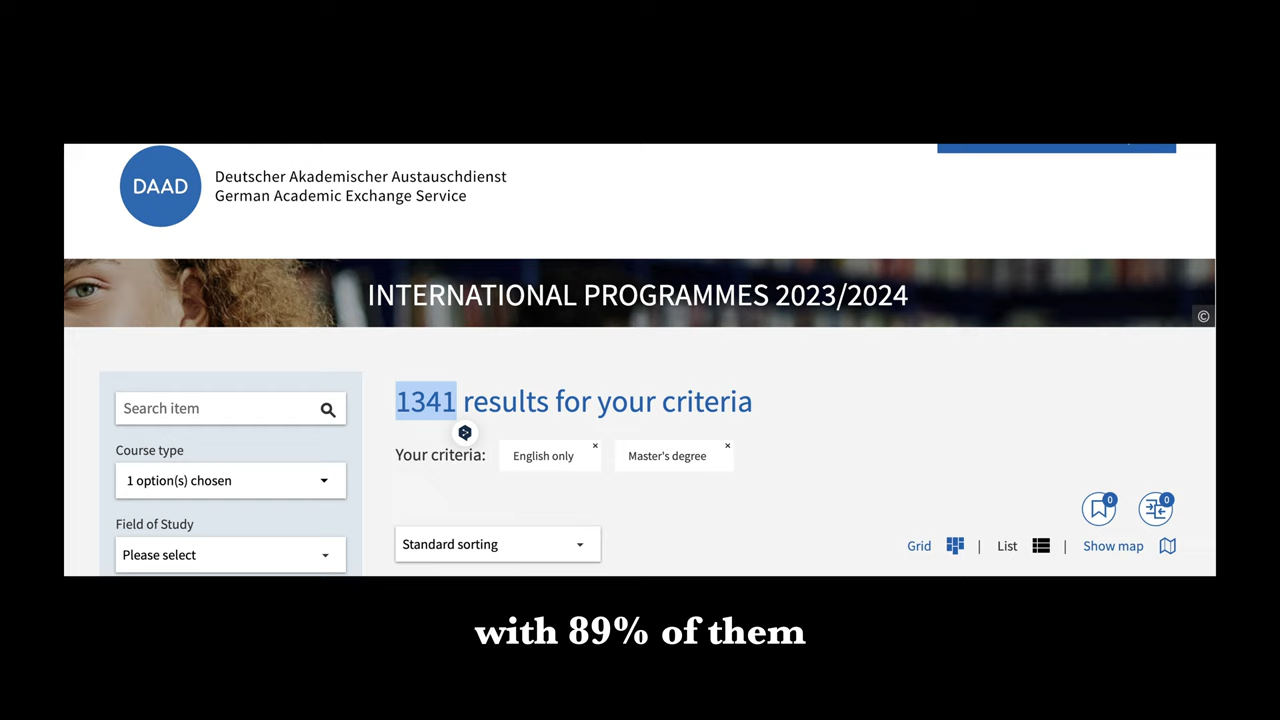 DAAD
Deutscher Akademischer Austauschdienst
German Academic Exchange Service
INTERNATIONAL PROGRAMMES 2023/2024
©
1341 results for your criteria
Search item
Your criteria:
English only
×
Master's degree
×
Course type
1 option(s) chosen
Field of Study
Please select
0
0
Standard sorting
Grid
|
List
|
Show map
with 89% of them